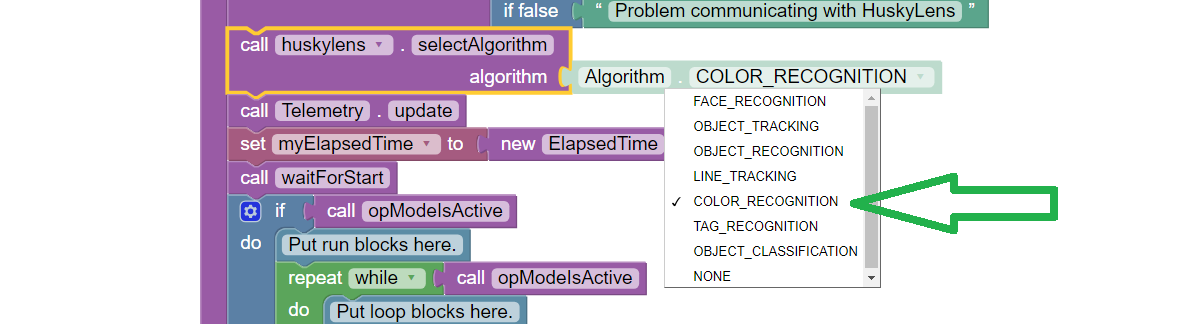 if false “ Problem communicating with HuskyLens ”
call huskylens . selectAlgorithm
algorithm Algorithm . COLOR_RECOGNITION
FACE_RECOGNITION
OBJECT_TRACKING
OBJECT_RECOGNITION
LINE_TRACKING
✓ COLOR_RECOGNITION
TAG_RECOGNITION
OBJECT_CLASSIFICATION
NONE
call Telemetry . update
set myElapsedTime to new ElapsedTime
call waitForStart
if call opModeIsActive
do Put run blocks here.
repeat while call opModeIsActive
do Put loop blocks here.